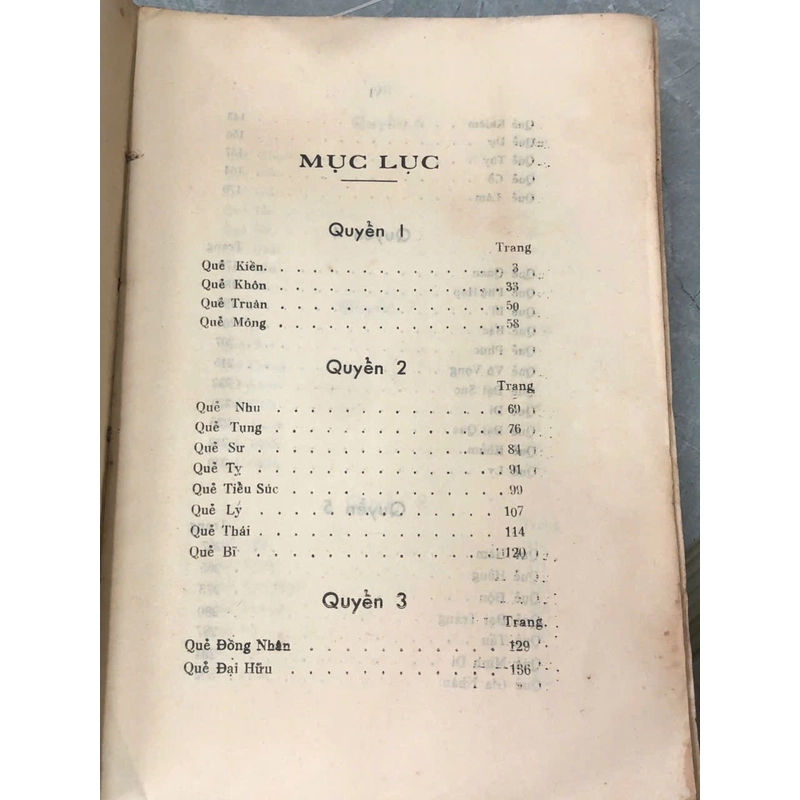 MỤC LỤC
Quyển 1
Trang
Quẻ Kiền. . . . . . . . . . . . . . . 3
Quẻ Khôn . . . . . . . . . . . . . . 33
Quẻ Truân . . . . . . . . . . . . . . 50
Quẻ Mông . . . . . . . . . . . . . . 58
Quyển 2
Trang
Quẻ Nhu . . . . . . . . . . . . . . 69
Quẻ Tụng . . . . . . . . . . . . . . 76
Quẻ Sư . . . . . . . . . . . . . . 84
Quẻ Tỵ . . . . . . . . . . . . . . 91
Quẻ Tiểu Súc . . . . . . . . . . . . 99
Quẻ Lý . . . . . . . . . . . . . . 107
Quẻ Thái . . . . . . . . . . . . . 114
Quẻ Bĩ . . . . . . . . . . . . . . 120
Quyển 3
Trang
Quẻ Đồng Nhân . . . . . . . . . . . 129
Quẻ Đại Hữu . . . . . . . . . . . . 136